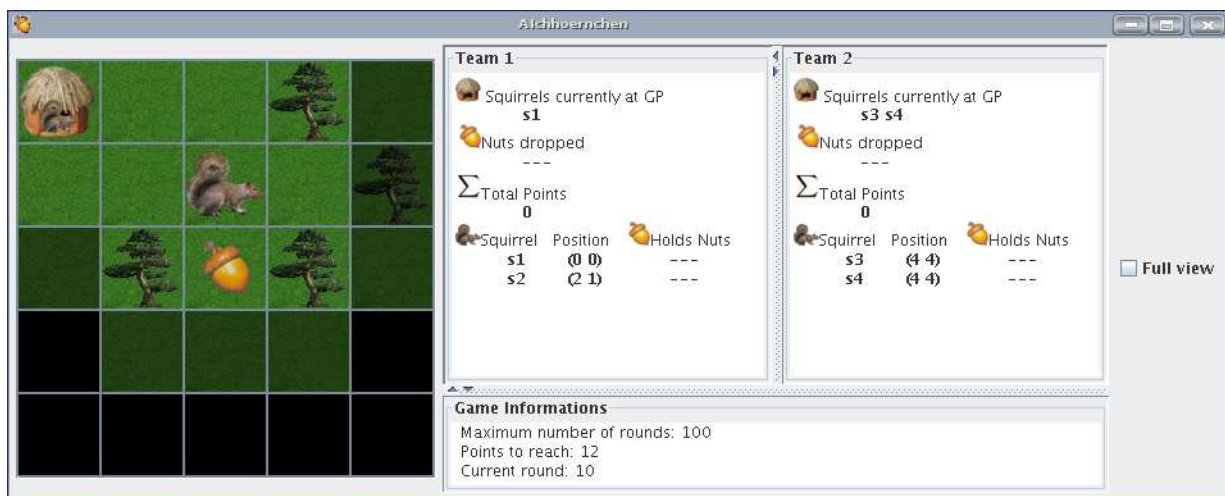 AIchhoernchen
Team 1
Squirrels currently at GP
s1
Nuts dropped
---
Σ Total Points
0
Squirrel Position Holds Nuts
s1 (0 0) ---
s2 (2 1) ---
Team 2
Squirrels currently at GP
s3 s4
Nuts dropped
---
Σ Total Points
0
Squirrel Position Holds Nuts
s3 (4 4) ---
s4 (4 4) ---
Full view
Game Informations
Maximum number of rounds: 100
Points to reach: 12
Current round: 10